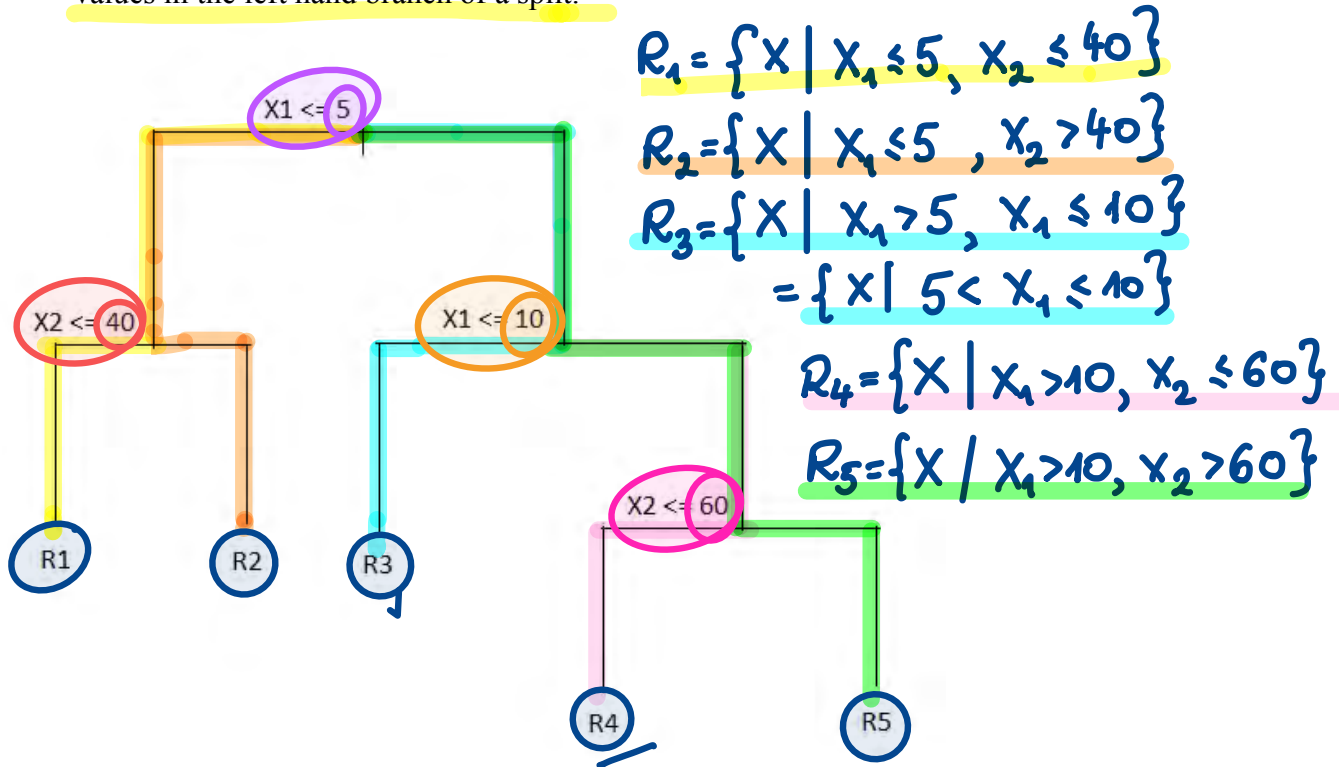 values in the left hand branch of a split.
R₁ = {X | X₁ ≤ 5, X₂ ≤ 40}
X1 <= 5
R₂ = {X | X₁ ≤ 5 , X₂ > 40}
R₃ = {X | X₁ > 5, X₁ ≤ 10}
= {X | 5 < X₁ ≤ 10}
X2 <= 40
X1 <= 10
R₄ = {X | X₁ > 10, X₂ ≤ 60}
R₅ = {X / X₁ > 10, X₂ > 60}
X2 <= 60
R1
R2
R3
R4
R5